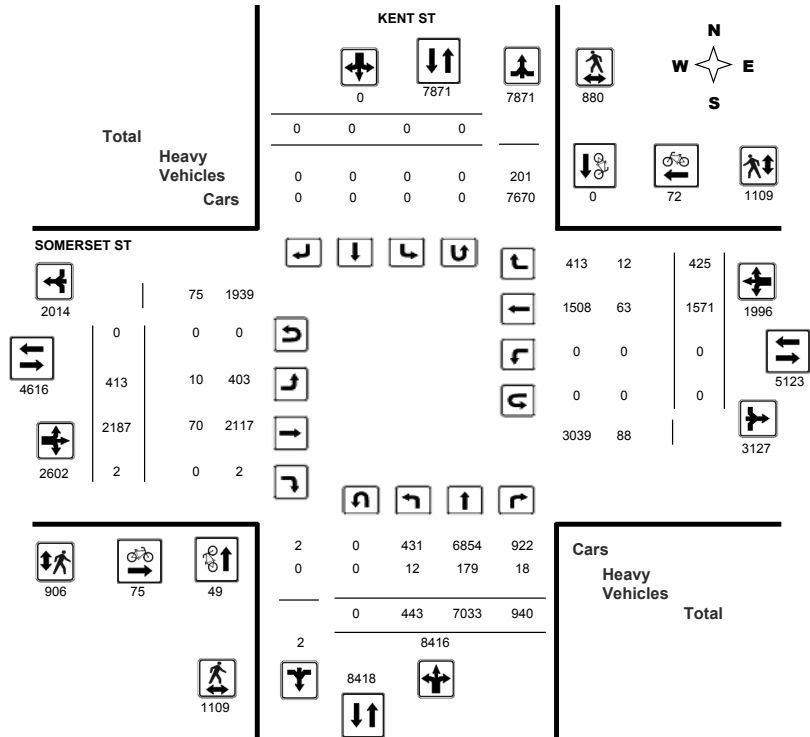 KENT ST
N
W E
S
0 7871 7871 880
Total 0 0 0 0
Heavy
Vehicles 0 0 0 0 201
Cars 0 0 0 0 7670
0 72 1109
SOMERSET ST
2014 75 1939
0 0 0
4616 413 10 403
2187 70 2117
2602 2 0 2
413 12 425
1508 63 1571 1996
0 0 0
5123
0 0 0
3039 88 3127
906 75 49
1109
2 0 431 6854 922
0 0 12 179 18
0 443 7033 940
2 8416
8418
Cars
Heavy
Vehicles
Total